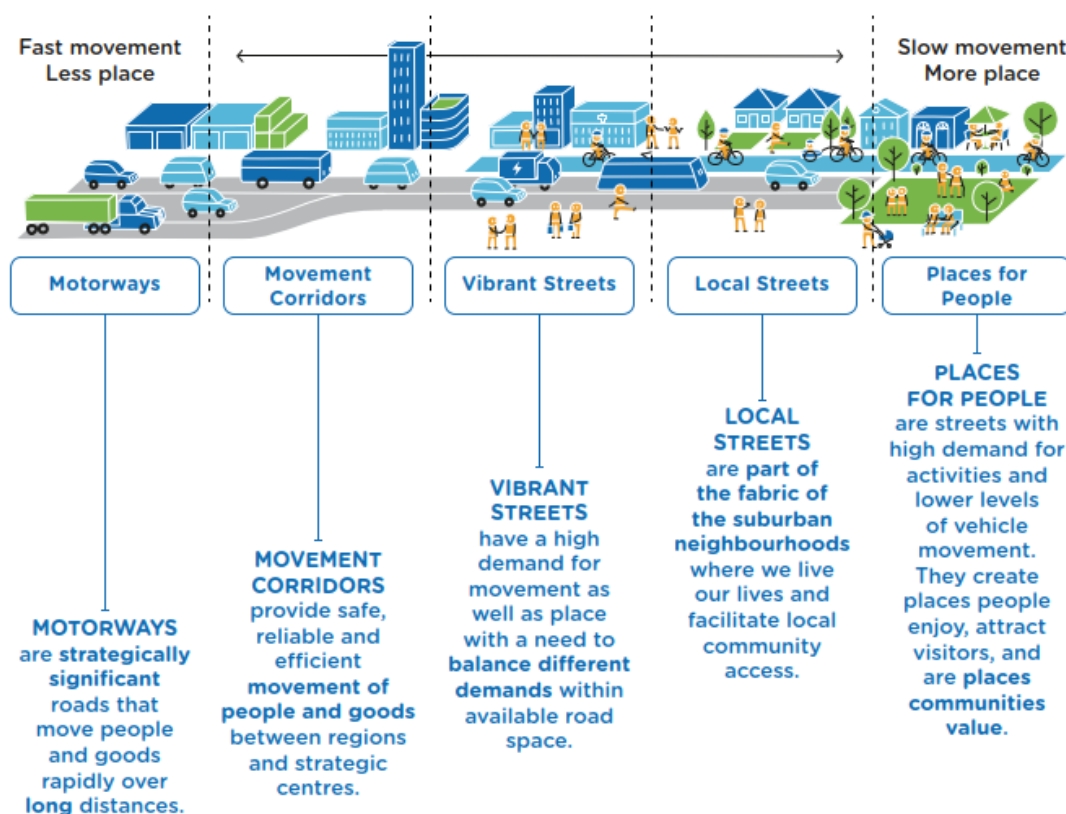 Fast movement
Less place
Slow movement
More place
Motorways
Movement
Corridors
Vibrant Streets
Local Streets
Places for
People
MOTORWAYS
are strategically
significant
roads that
move people
and goods
rapidly over
long distances.
MOVEMENT
CORRIDORS
provide safe,
reliable and
efficient
movement of
people and goods
between regions
and strategic
centres.
VIBRANT
STREETS
have a high
demand for
movement as
well as place
with a need to
balance different
demands within
available road
space.
LOCAL
STREETS
are part of
the fabric of
the suburban
neighbourhoods
where we live
our lives and
facilitate local
community
access.
PLACES
FOR PEOPLE
are streets with
high demand for
activities and
lower levels
of vehicle
movement.
They create
places people
enjoy, attract
visitors, and
are places
communities
value.